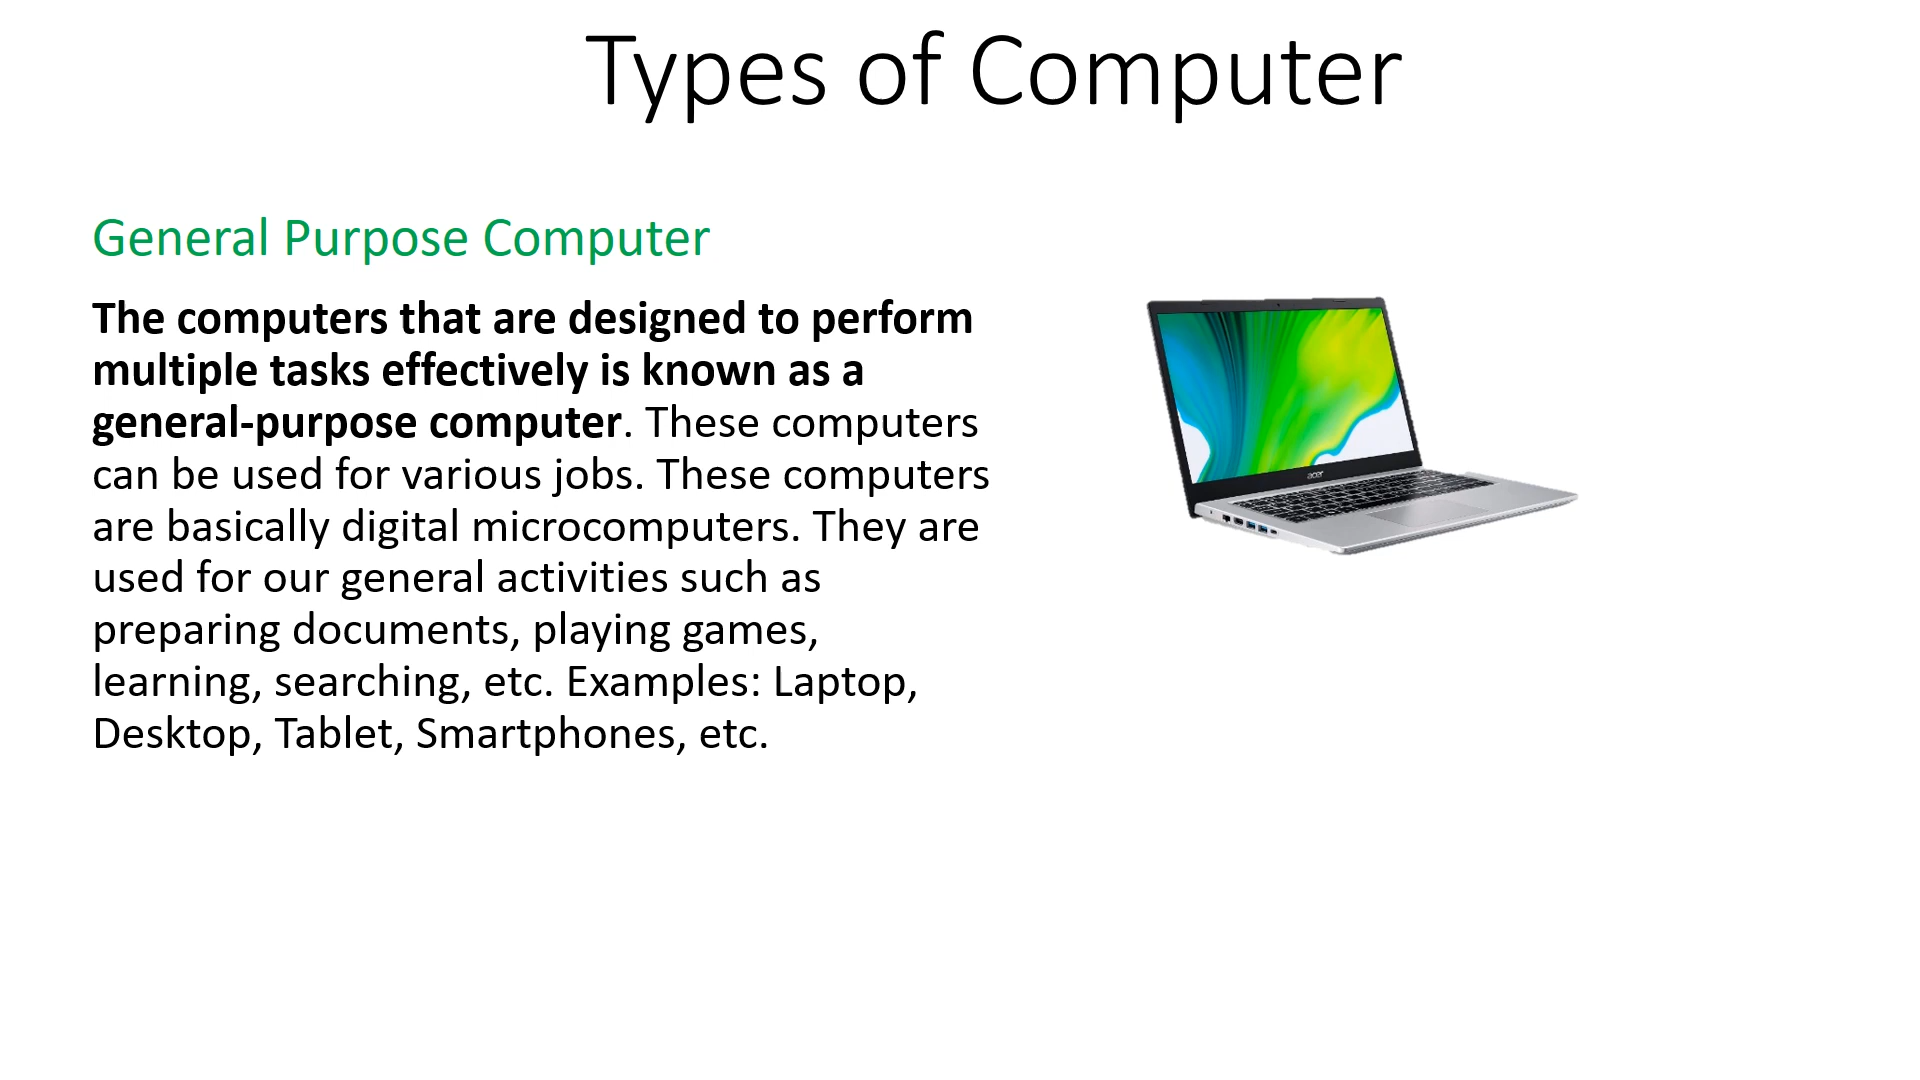 Types of Computer
General Purpose Computer
The computers that are designed to perform
multiple tasks effectively is known as a
general-purpose computer. These computers
can be used for various jobs. These computers
are basically digital microcomputers. They are
used for our general activities such as
preparing documents, playing games,
learning, searching, etc. Examples: Laptop,
Desktop, Tablet, Smartphones, etc.
acer